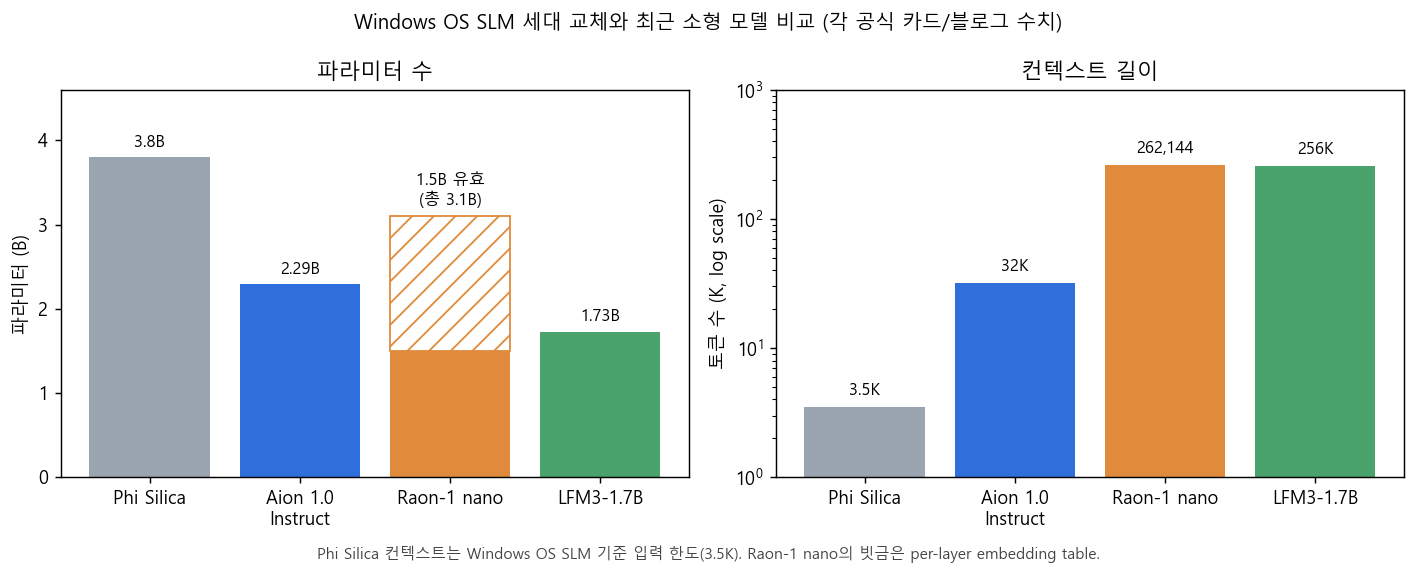 Windows OS SLM 세대 교체와 최근 소형 모델 비교 (각 공식 카드/블로그 수치)
파라미터 수
파라미터 (B)
4
3
2
1
0
3.8B
2.29B
1.5B 유효
(총 3.1B)
1.73B
Phi Silica
Aion 1.0
Instruct
Raon-1 nano
LFM3-1.7B
컨텍스트 길이
토큰 수 (K, log scale)
10³
10²
10¹
10⁰
3.5K
32K
262,144
256K
Phi Silica
Aion 1.0
Instruct
Raon-1 nano
LFM3-1.7B
Phi Silica 컨텍스트는 Windows OS SLM 기준 입력 한도(3.5K). Raon-1 nano의 빗금은 per-layer embedding table.